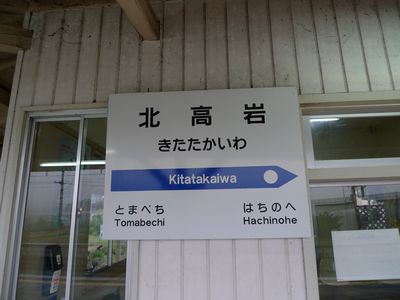 北高岩
きたたかいわ
Kitatakaiwa
とまべち はちのへ
Tomabechi Hachinohe